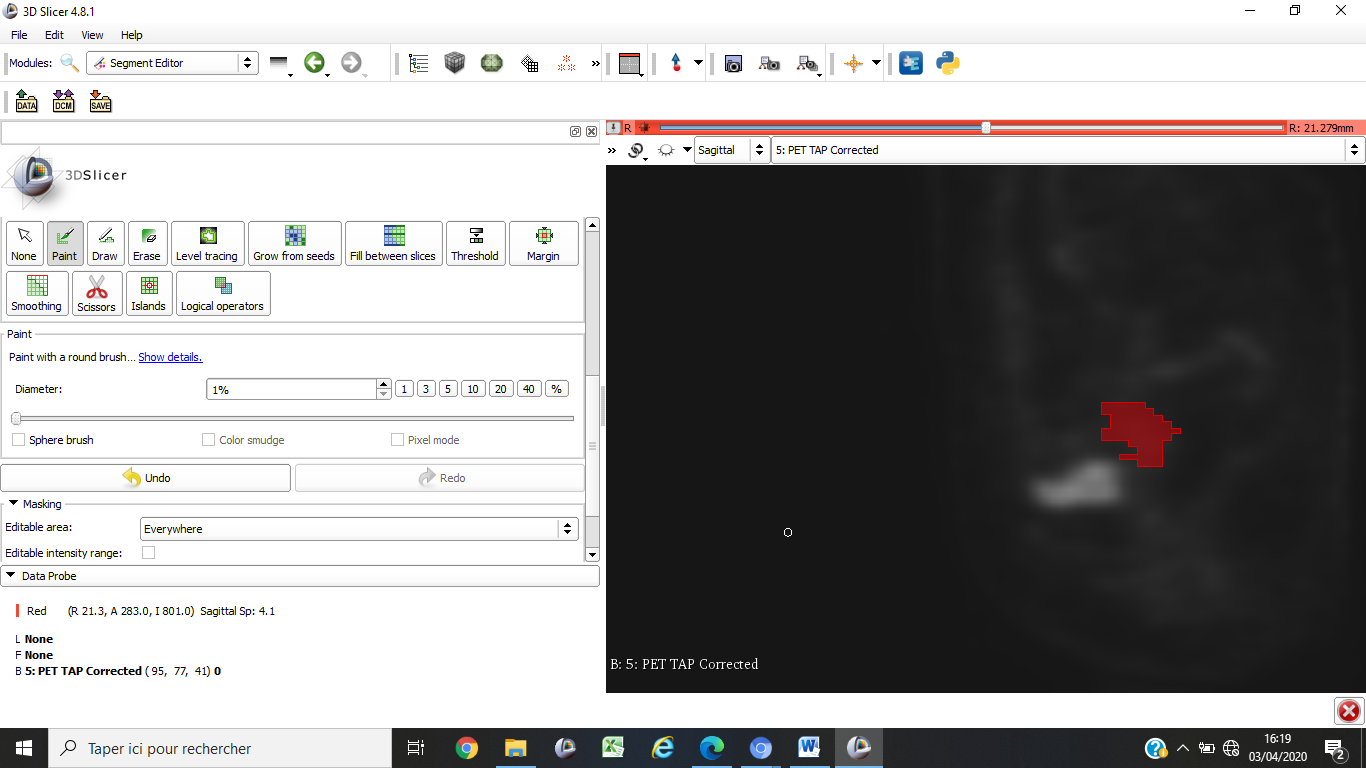 3D Slicer 4.8.1
File Edit View Help
Modules: Segment Editor »
DATA DCM SAVE
R R: 21.279mm
» Sagittal 5: PET TAP Corrected
3DSlicer
None Paint Draw Erase Level tracing Grow from seeds Fill between slices Threshold Margin
Smoothing Scissors Islands Logical operators
Paint
Paint with a round brush... Show details.
Diameter: 1% 1 3 5 10 20 40 %
Sphere brush Color smudge Pixel mode
Undo Redo
Masking
Editable area: Everywhere
Editable intensity range:
Data Probe
Red (R 21.3, A 283.0, I 801.0) Sagittal Sp: 4.1
L None
F None
B 5: PET TAP Corrected ( 95, 77, 41) 0
B: 5: PET TAP Corrected
Taper ici pour rechercher
16:19
03/04/2020
2